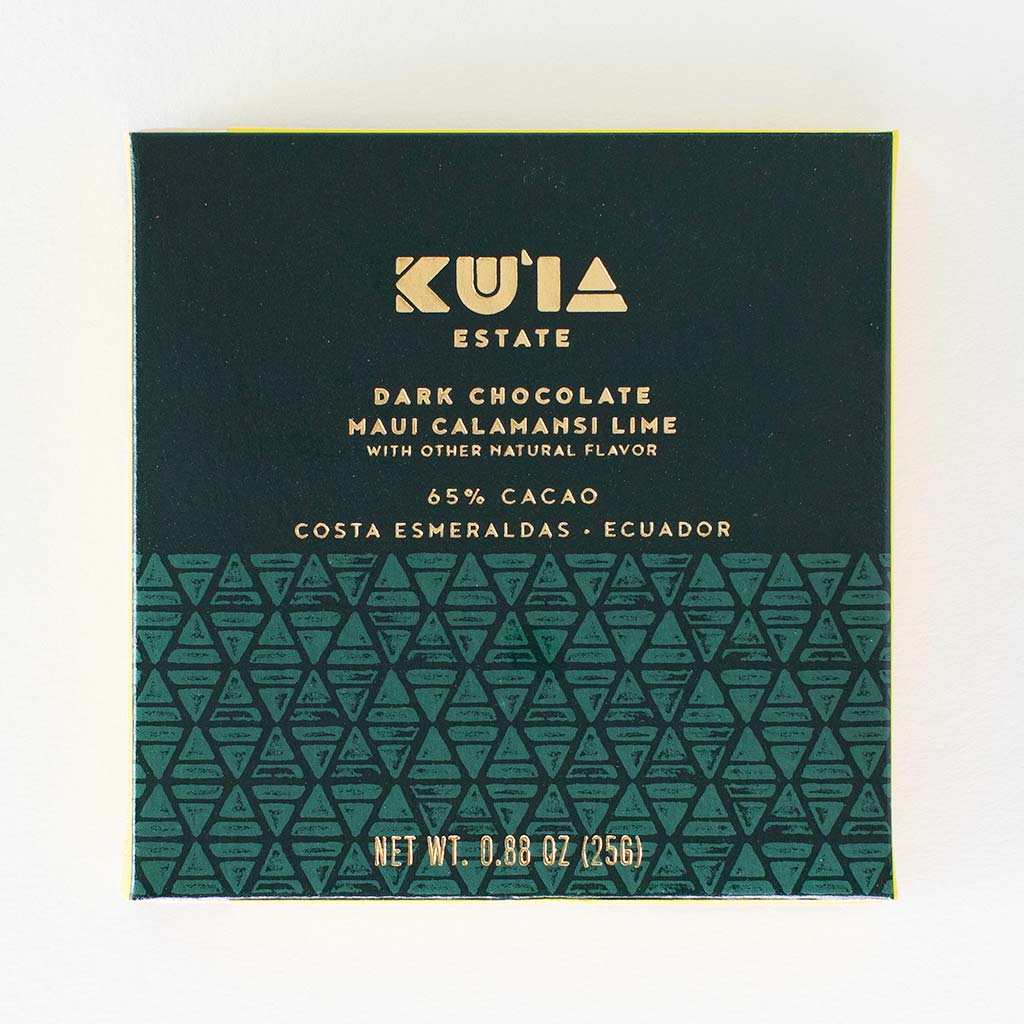 KU'IA
ESTATE
DARK CHOCOLATE
MAUI CALAMANSI LIME
WITH OTHER NATURAL FLAVOR
65% CACAO
COSTA ESMERALDAS • ECUADOR
NET WT. 0.88 OZ (25G)